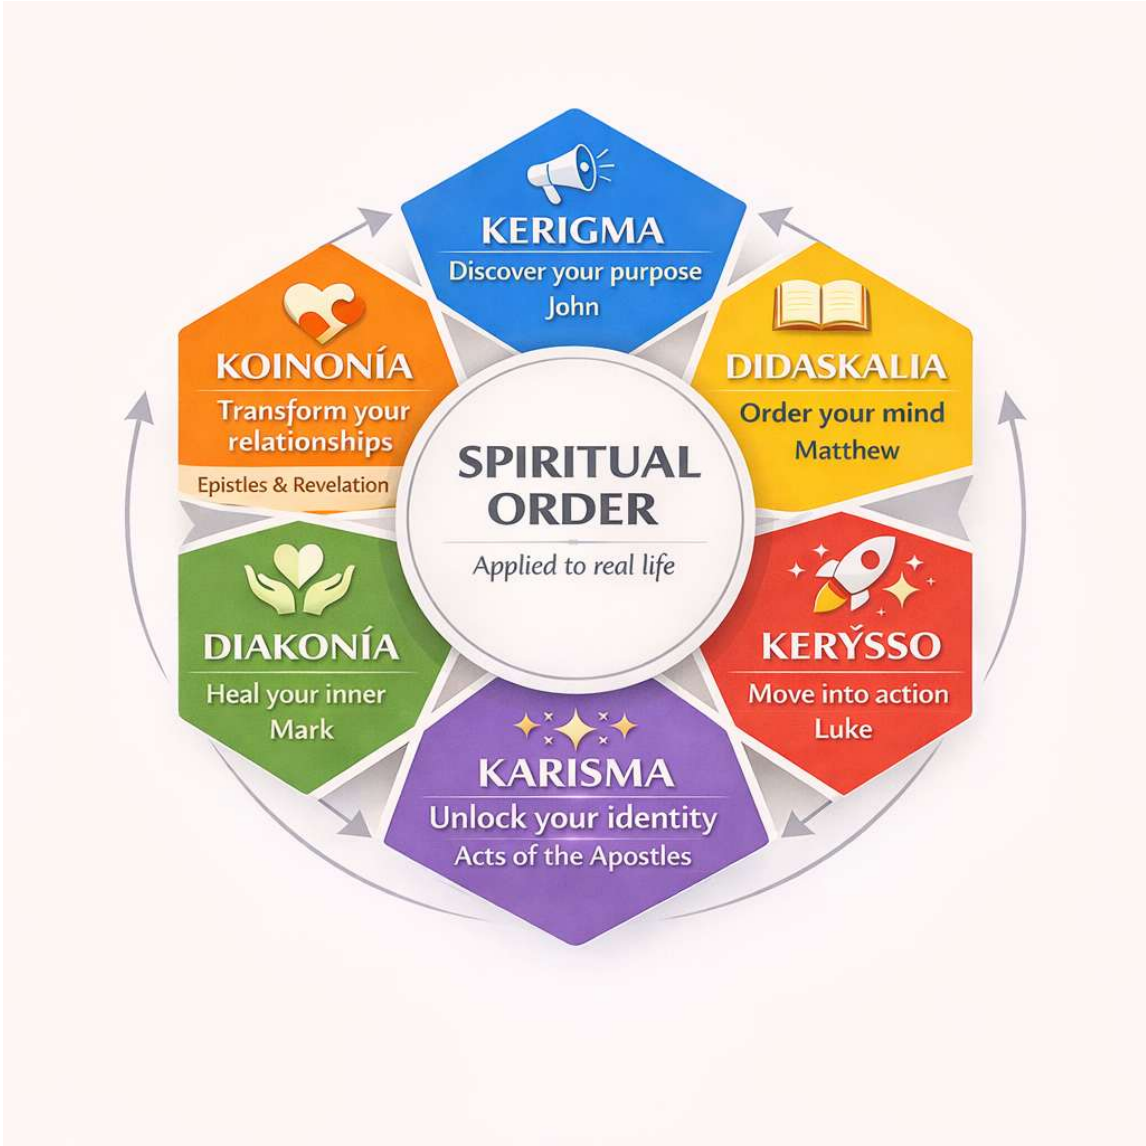 KERIGMA
Discover your purpose
John
DIDASKALIA
Order your mind
Matthew
KERY̌SSO
Move into action
Luke
KARISMA
Unlock your identity
Acts of the Apostles
DIAKONÍA
Heal your inner
Mark
KOINONÍA
Transform your
relationships
Epistles & Revelation
SPIRITUAL
ORDER
Applied to real life